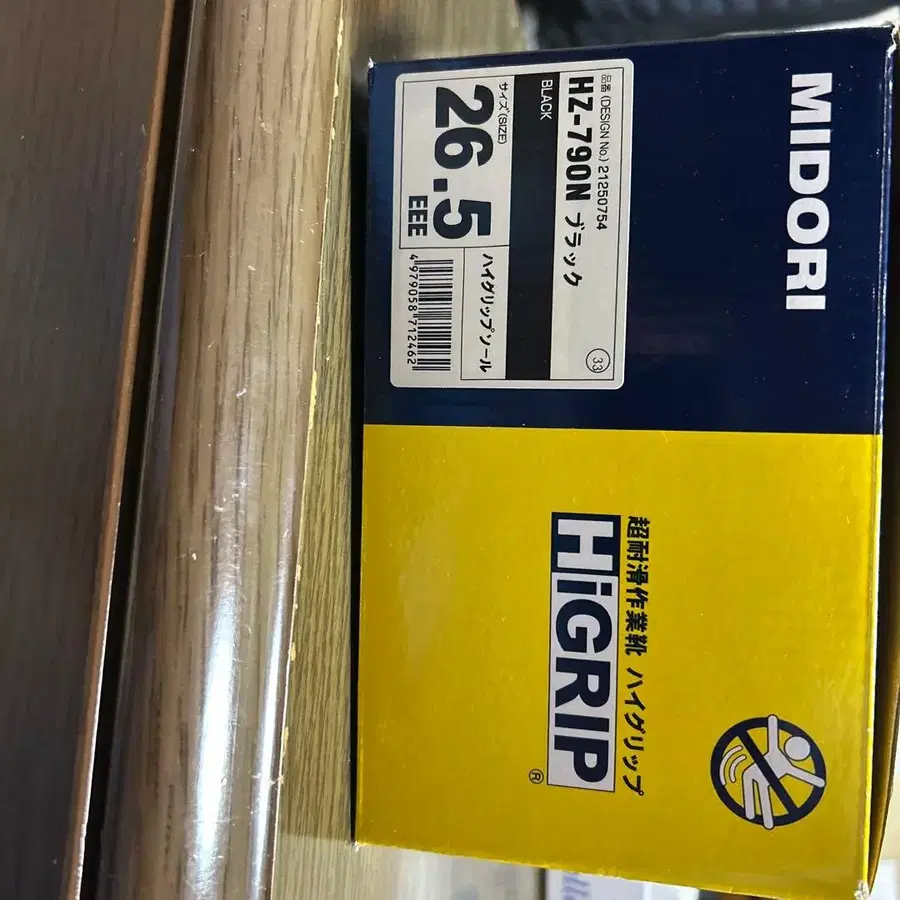 MIDORI
品番 (DESIGN No.) 21250754
HZ-790N ブラック
33
BLACK
サイズ(SIZE)
26.5
EEE
ハイグリップソール
4979058 712462
超耐滑作業靴 ハイグリップ
HiGRIP®